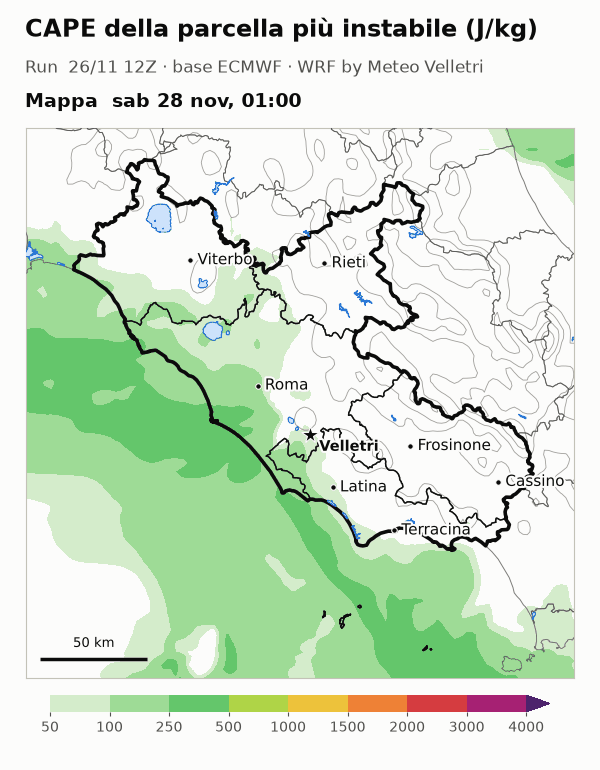 CAPE della parcella più instabile (J/kg)
Run 26/11 12Z · base ECMWF · WRF by Meteo Velletri
Mappa sab 28 nov, 01:00
Viterbo
Rieti
Roma
Velletri
Frosinone
Cassino
Latina
Terracina
50 km
50 100 250 500 1000 1500 2000 3000 4000